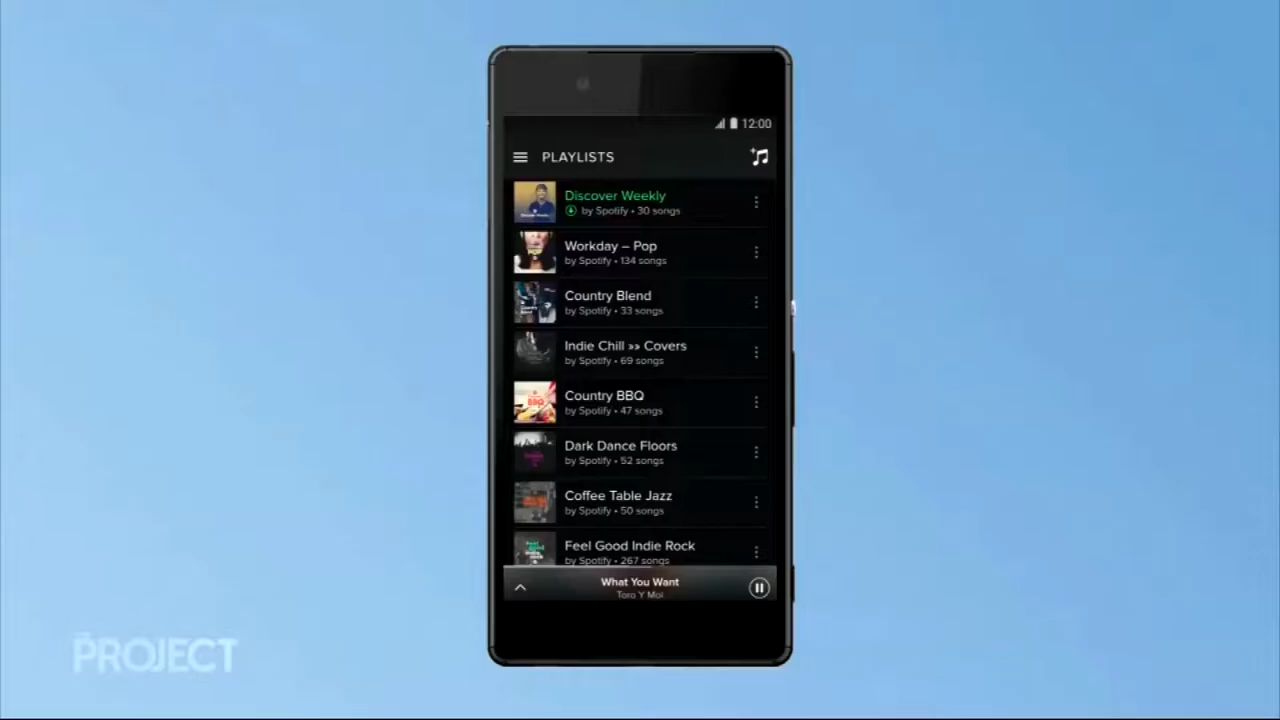 12:00
PLAYLISTS
Discover Weekly
by Spotify • 30 songs
Workday – Pop
by Spotify • 134 songs
Country Blend
by Spotify • 33 songs
Indie Chill »» Covers
by Spotify • 69 songs
Country BBQ
by Spotify • 47 songs
Dark Dance Floors
by Spotify • 52 songs
Coffee Table Jazz
by Spotify • 50 songs
Feel Good Indie Rock
by Spotify • 267 songs
What You Want
Toro Y Moi
PROJECT